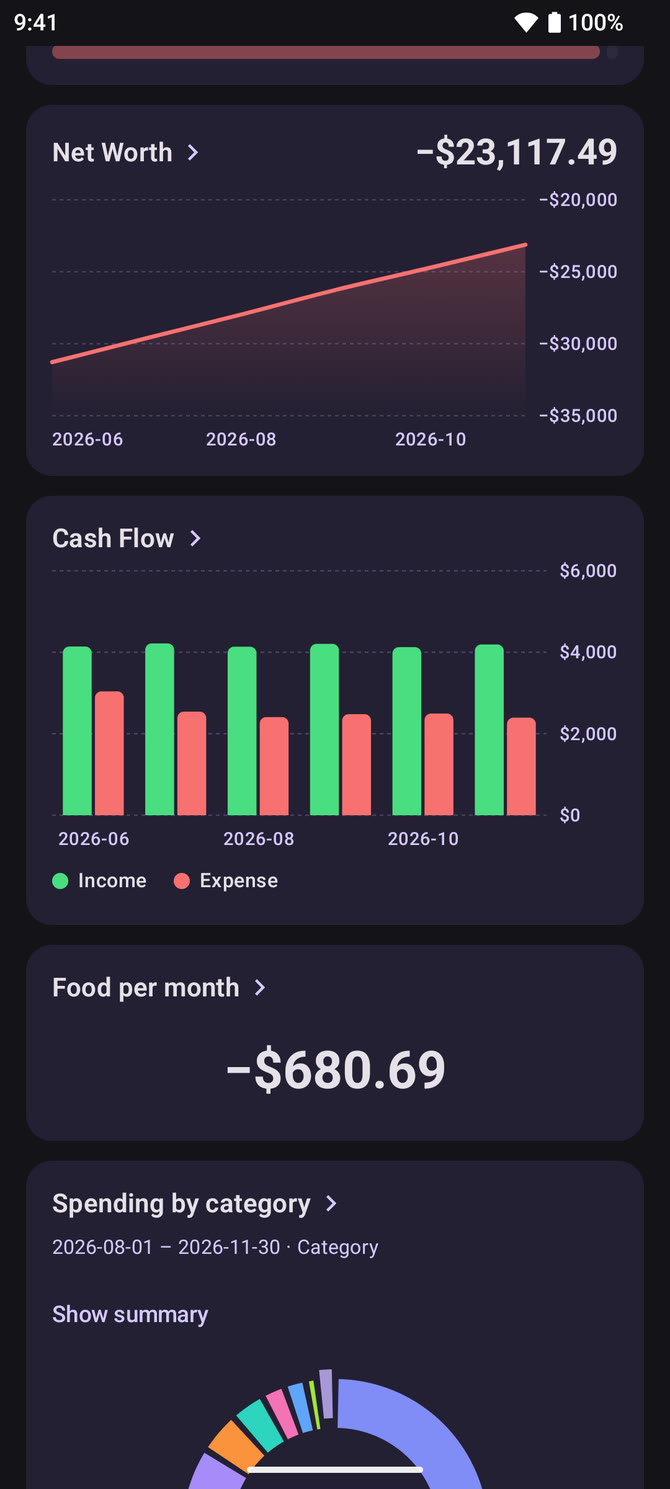 9:41 100%
Net Worth −$23,117.49
−$20,000
−$25,000
−$30,000
−$35,000
2026-06 2026-08 2026-10
Cash Flow
$6,000
$4,000
$2,000
$0
2026-06 2026-08 2026-10
Income Expense
Food per month
−$680.69
Spending by category
2026-08-01 – 2026-11-30 · Category
Show summary